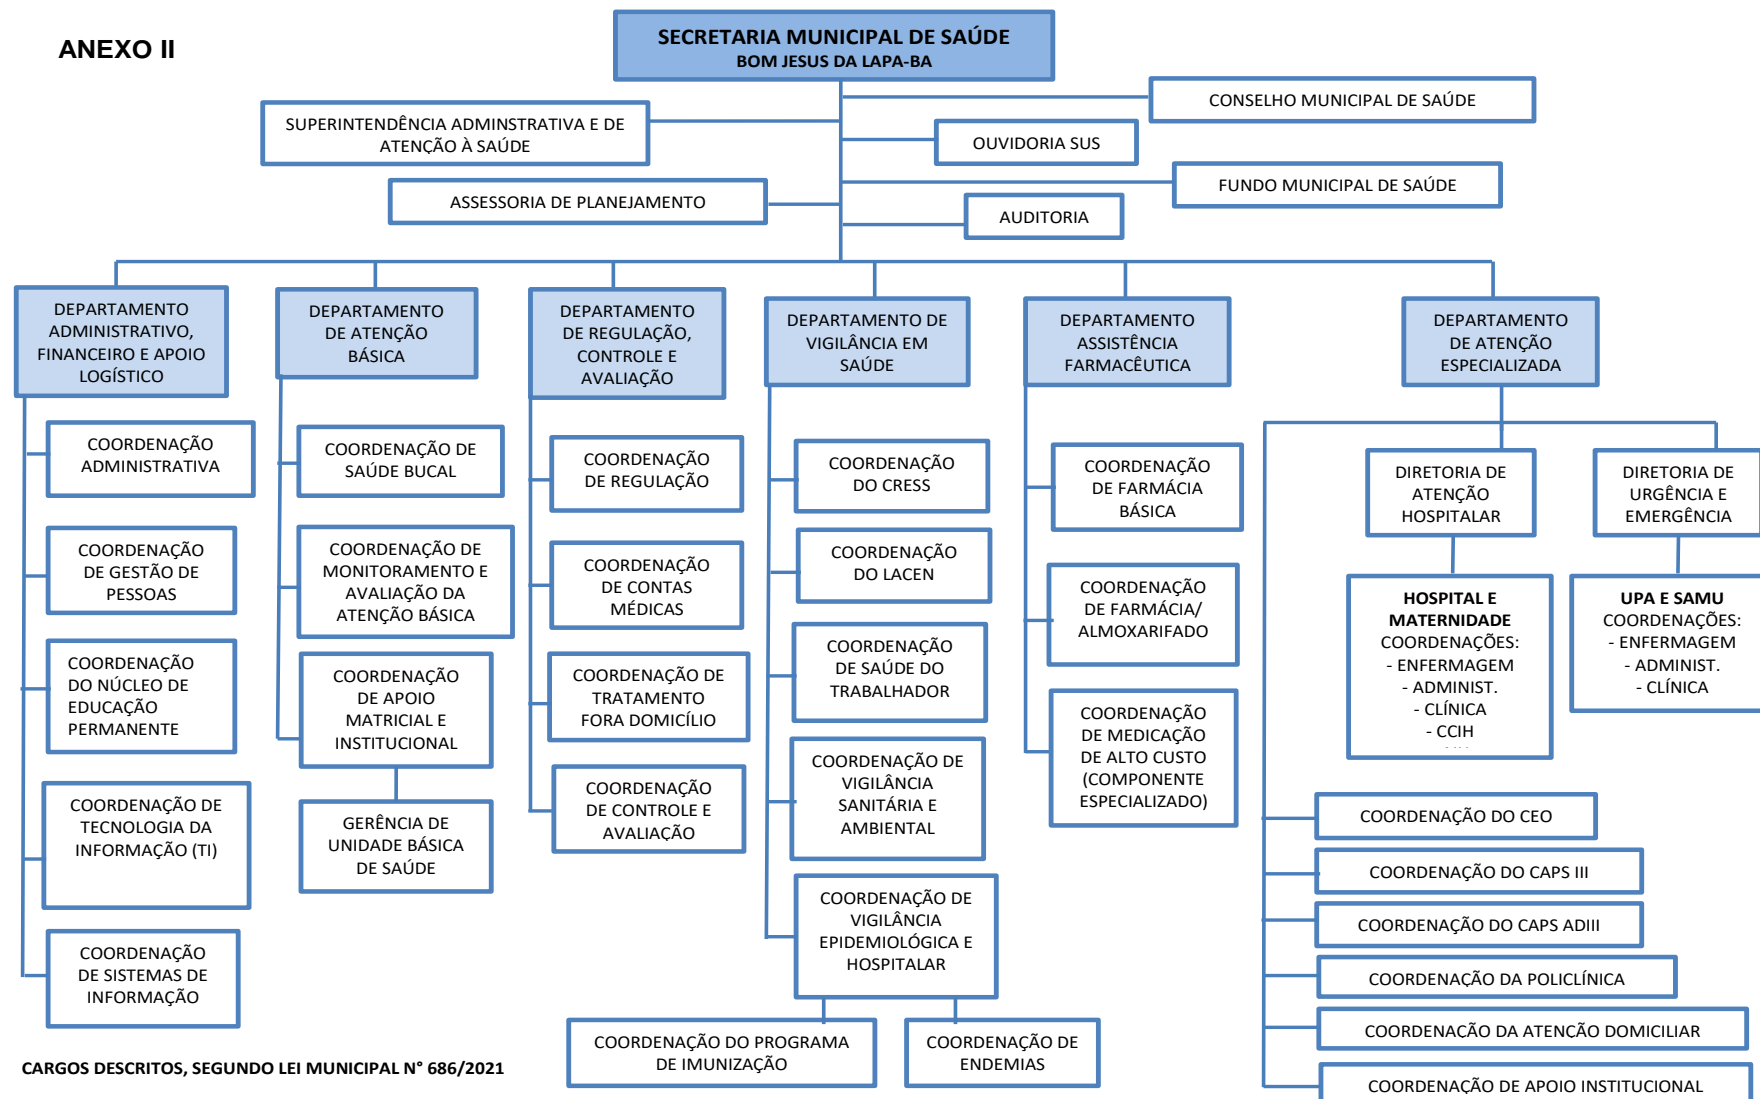 ANEXO II
SECRETARIA MUNICIPAL DE SAÚDE
BOM JESUS DA LAPA-BA
CONSELHO MUNICIPAL DE SAÚDE
SUPERINTENDÊNCIA ADMINSTRATIVA E DE
ATENÇÃO À SAÚDE
OUVIDORIA SUS
FUNDO MUNICIPAL DE SAÚDE
ASSESSORIA DE PLANEJAMENTO
AUDITORIA
DEPARTAMENTO
ADMINISTRATIVO,
FINANCEIRO E APOIO
LOGÍSTICO
DEPARTAMENTO
DE ATENÇÃO
BÁSICA
DEPARTAMENTO
DE REGULAÇÃO,
CONTROLE E
AVALIAÇÃO
DEPARTAMENTO DE
VIGILÂNCIA EM
SAÚDE
DEPARTAMENTO
ASSISTÊNCIA
FARMACÊUTICA
DEPARTAMENTO
DE ATENÇÃO
ESPECIALIZADA
COORDENAÇÃO
ADMINISTRATIVA
COORDENAÇÃO
DE GESTÃO DE
PESSOAS
COORDENAÇÃO
DO NÚCLEO DE
EDUCAÇÃO
PERMANENTE
COORDENAÇÃO DE
TECNOLOGIA DA
INFORMAÇÃO (TI)
COORDENAÇÃO
DE SISTEMAS DE
INFORMAÇÃO
COORDENAÇÃO DE
SAÚDE BUCAL
COORDENAÇÃO DE
MONITORAMENTO E
AVALIAÇÃO DA
ATENÇÃO BÁSICA
COORDENAÇÃO
DE APOIO
MATRICIAL E
INSTITUCIONAL
GERÊNCIA DE
UNIDADE BÁSICA
DE SAÚDE
COORDENAÇÃO
DE REGULAÇÃO
COORDENAÇÃO
DE CONTAS
MÉDICAS
COORDENAÇÃO DE
TRATAMENTO
FORA DOMICÍLIO
COORDENAÇÃO
DE CONTROLE E
AVALIAÇÃO
COORDENAÇÃO
DO CRESS
COORDENAÇÃO
DO LACEN
COORDENAÇÃO
DE SAÚDE DO
TRABALHADOR
COORDENAÇÃO DE
VIGILÂNCIA
SANITÁRIA E
AMBIENTAL
COORDENAÇÃO DE
VIGILÂNCIA
EPIDEMIOLÓGICA E
HOSPITALAR
COORDENAÇÃO DO PROGRAMA
DE IMUNIZAÇÃO
COORDENAÇÃO DE
ENDEMIAS
COORDENAÇÃO
DE FARMÁCIA
BÁSICA
COORDENAÇÃO
DE FARMÁCIA/
ALMOXARIFADO
COORDENAÇÃO
DE MEDICAÇÃO
DE ALTO CUSTO
(COMPONENTE
ESPECIALIZADO)
DIRETORIA DE
ATENÇÃO
HOSPITALAR
DIRETORIA DE
URGÊNCIA E
EMERGÊNCIA
HOSPITAL E
MATERNIDADE
COORDENAÇÕES:
- ENFERMAGEM
- ADMINIST.
- CLÍNICA
- CCIH
UPA E SAMU
COORDENAÇÕES:
- ENFERMAGEM
- ADMINIST.
- CLÍNICA
COORDENAÇÃO DO CEO
COORDENAÇÃO DO CAPS III
COORDENAÇÃO DO CAPS ADIII
COORDENAÇÃO DA POLICLÍNICA
COORDENAÇÃO DA ATENÇÃO DOMICILIAR
COORDENAÇÃO DE APOIO INSTITUCIONAL
CARGOS DESCRITOS, SEGUNDO LEI MUNICIPAL N° 686/2021